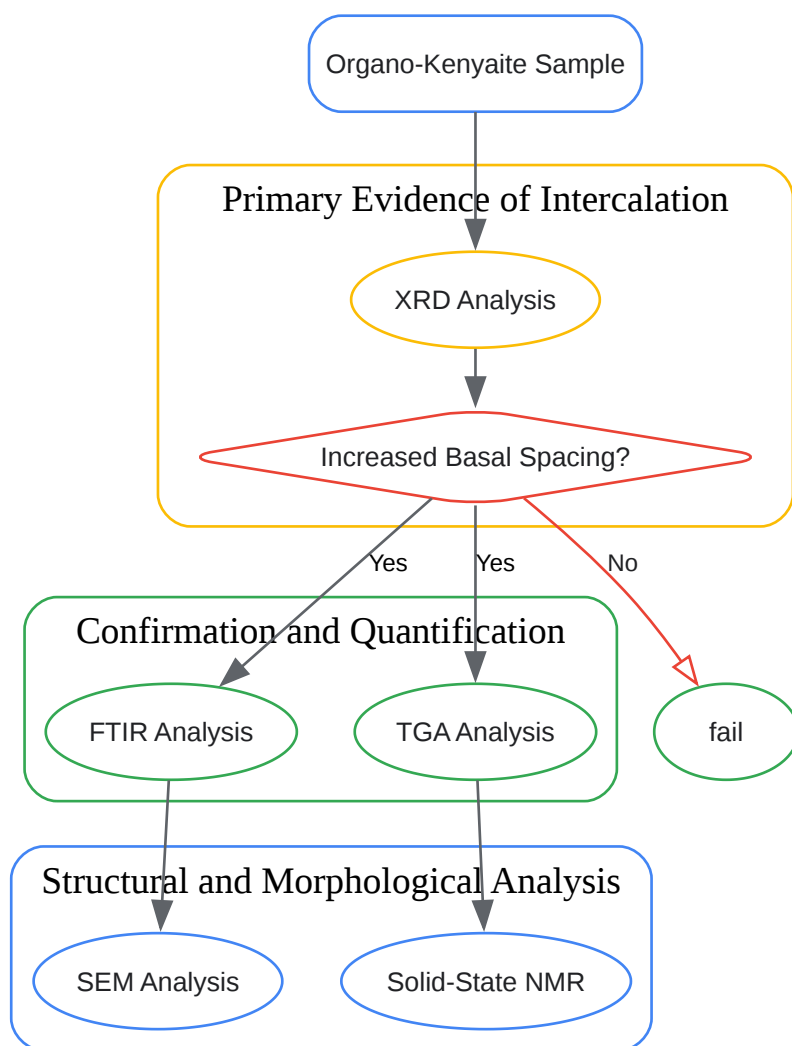 Organo-Kenyaite Sample
Primary Evidence of Intercalation
XRD Analysis
Increased Basal Spacing?
Yes
Yes
No
Confirmation and Quantification
FTIR Analysis
TGA Analysis
fail
Structural and Morphological Analysis
SEM Analysis
Solid-State NMR